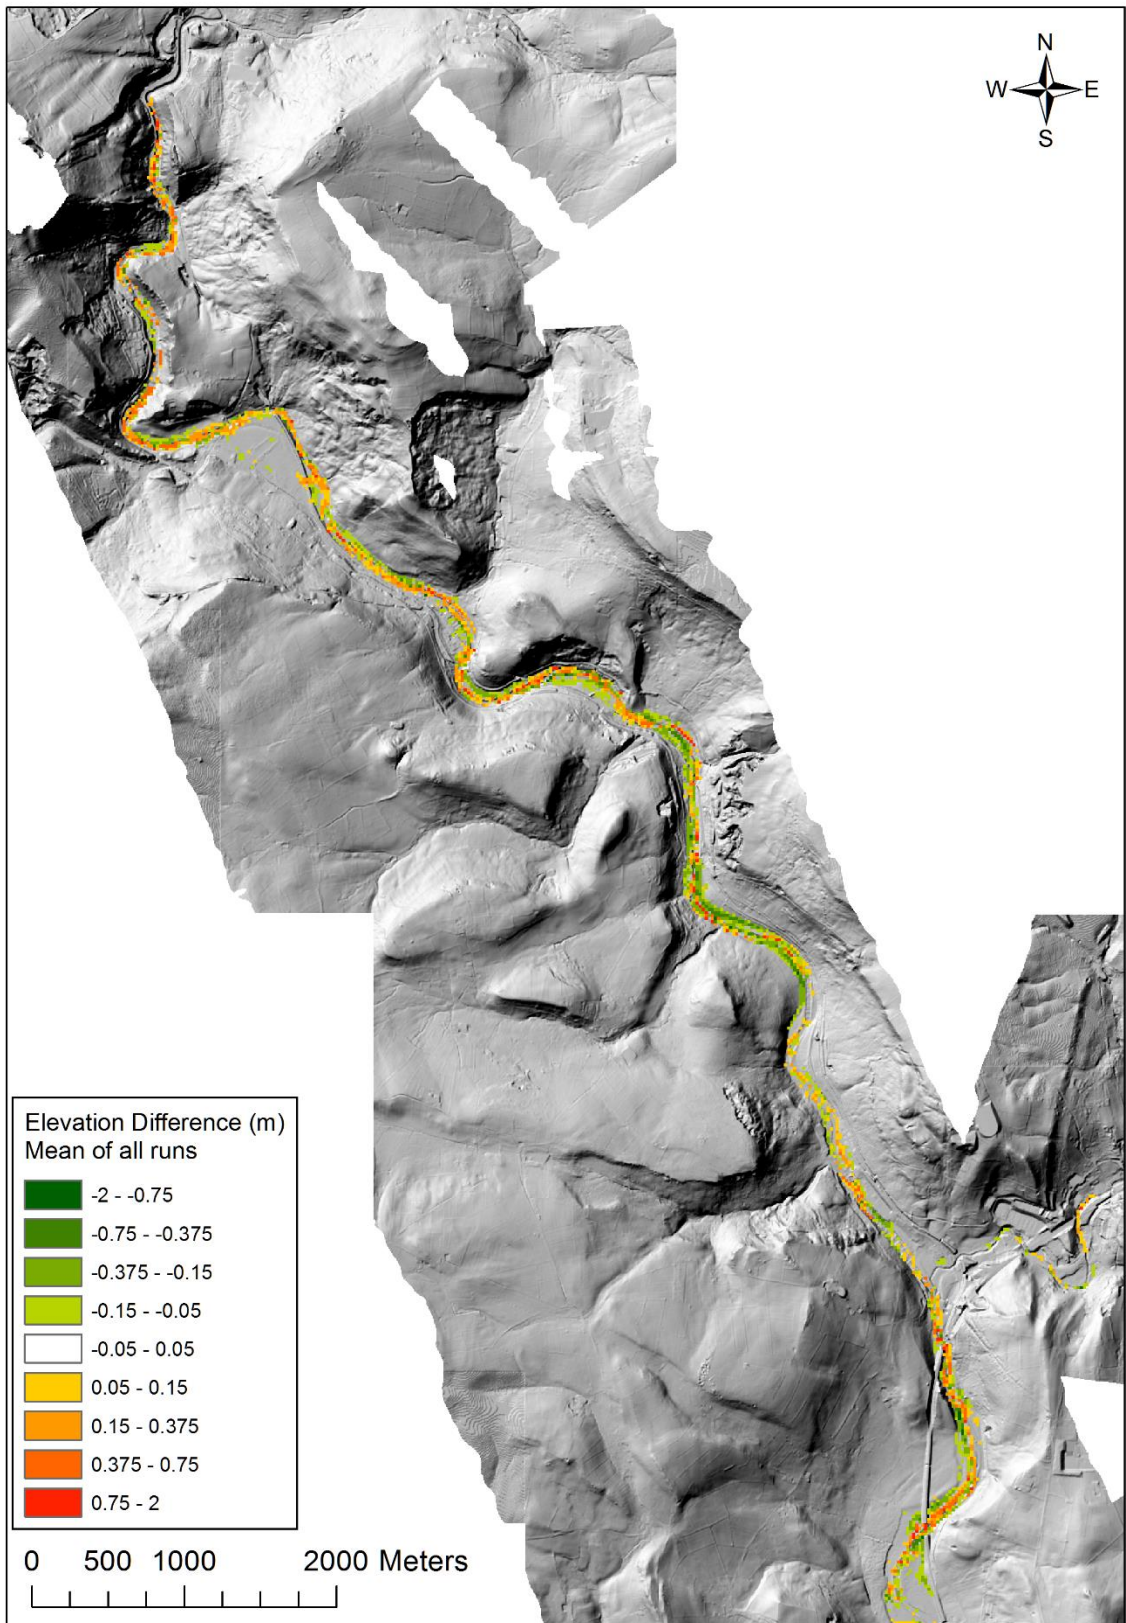 N
W E
S
Elevation Difference (m)
Mean of all runs
-2 - -0.75
-0.75 - -0.375
-0.375 - -0.15
-0.15 - -0.05
-0.05 - 0.05
0.05 - 0.15
0.15 - 0.375
0.375 - 0.75
0.75 - 2
0 500 1000 2000 Meters